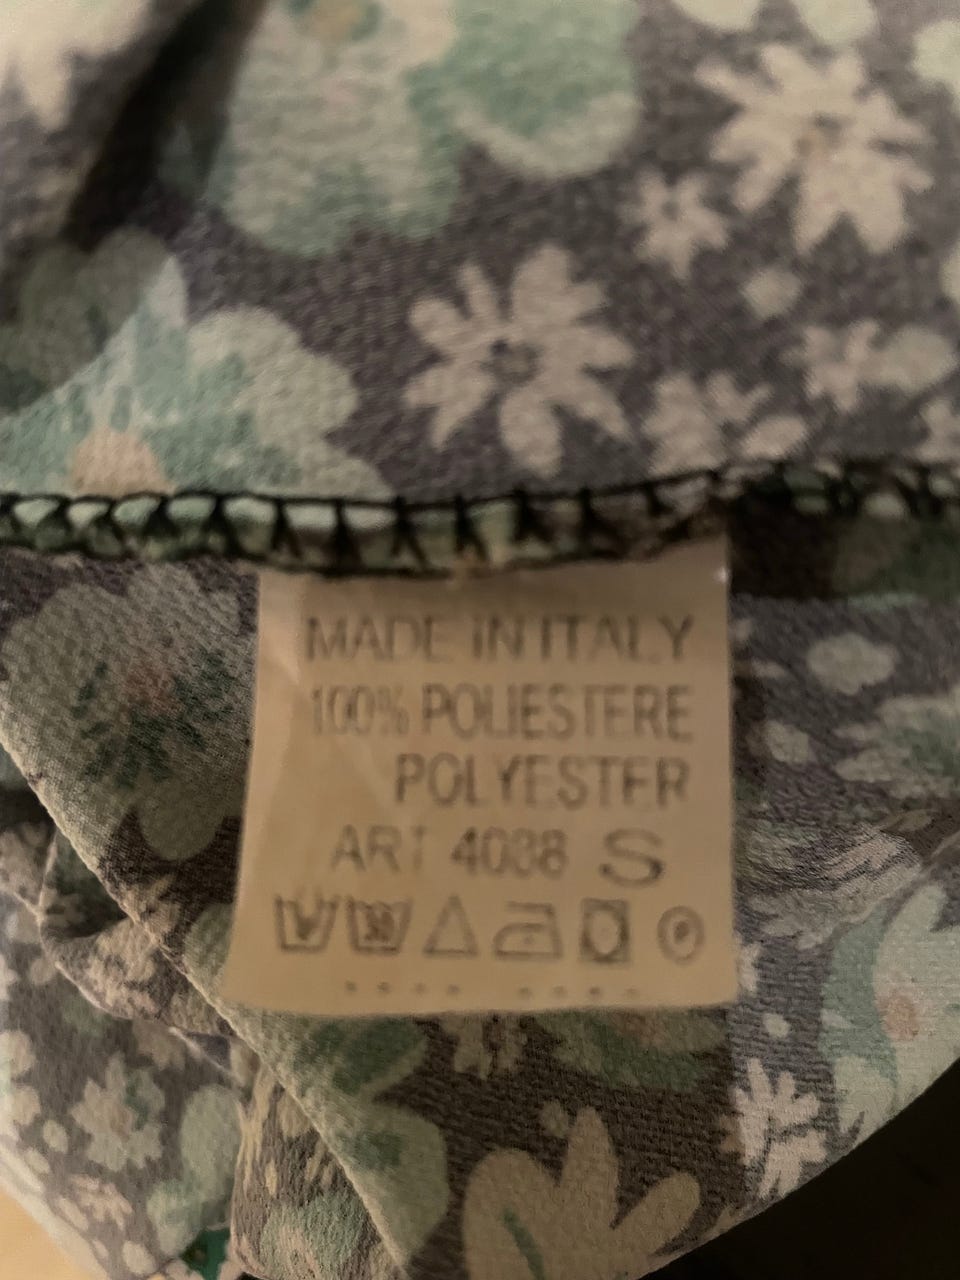 MADE IN ITALY
100% POLIESTERE
POLYESTER
ART 4038 S
P